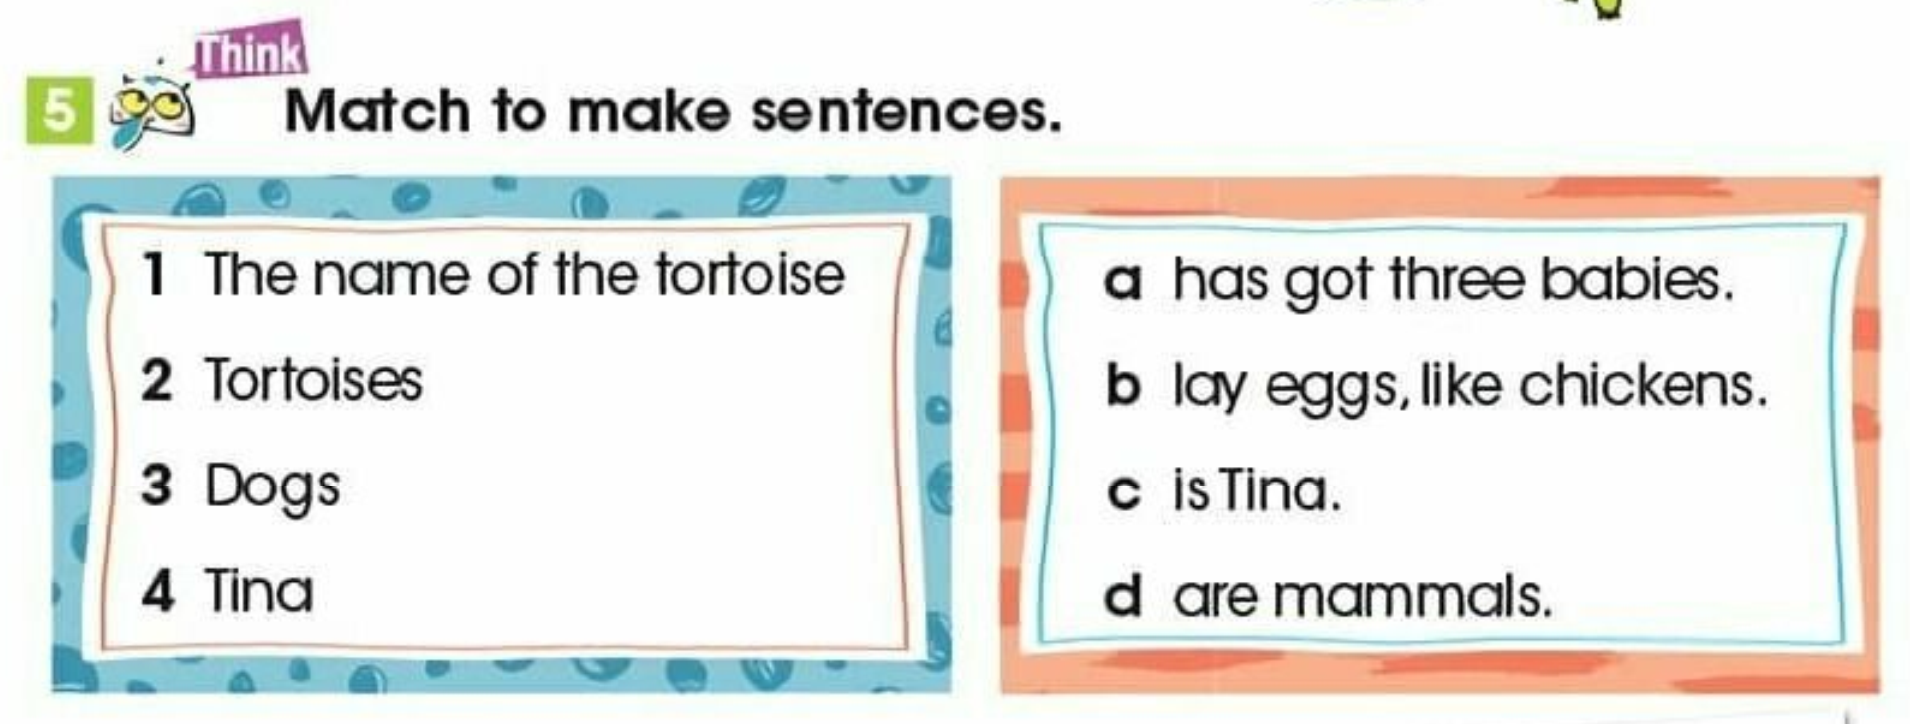 Think
5 Match to make sentences.
1 The name of the tortoise
2 Tortoises
3 Dogs
4 Tina
a has got three babies.
b lay eggs, like chickens.
c is Tina.
d are mammals.